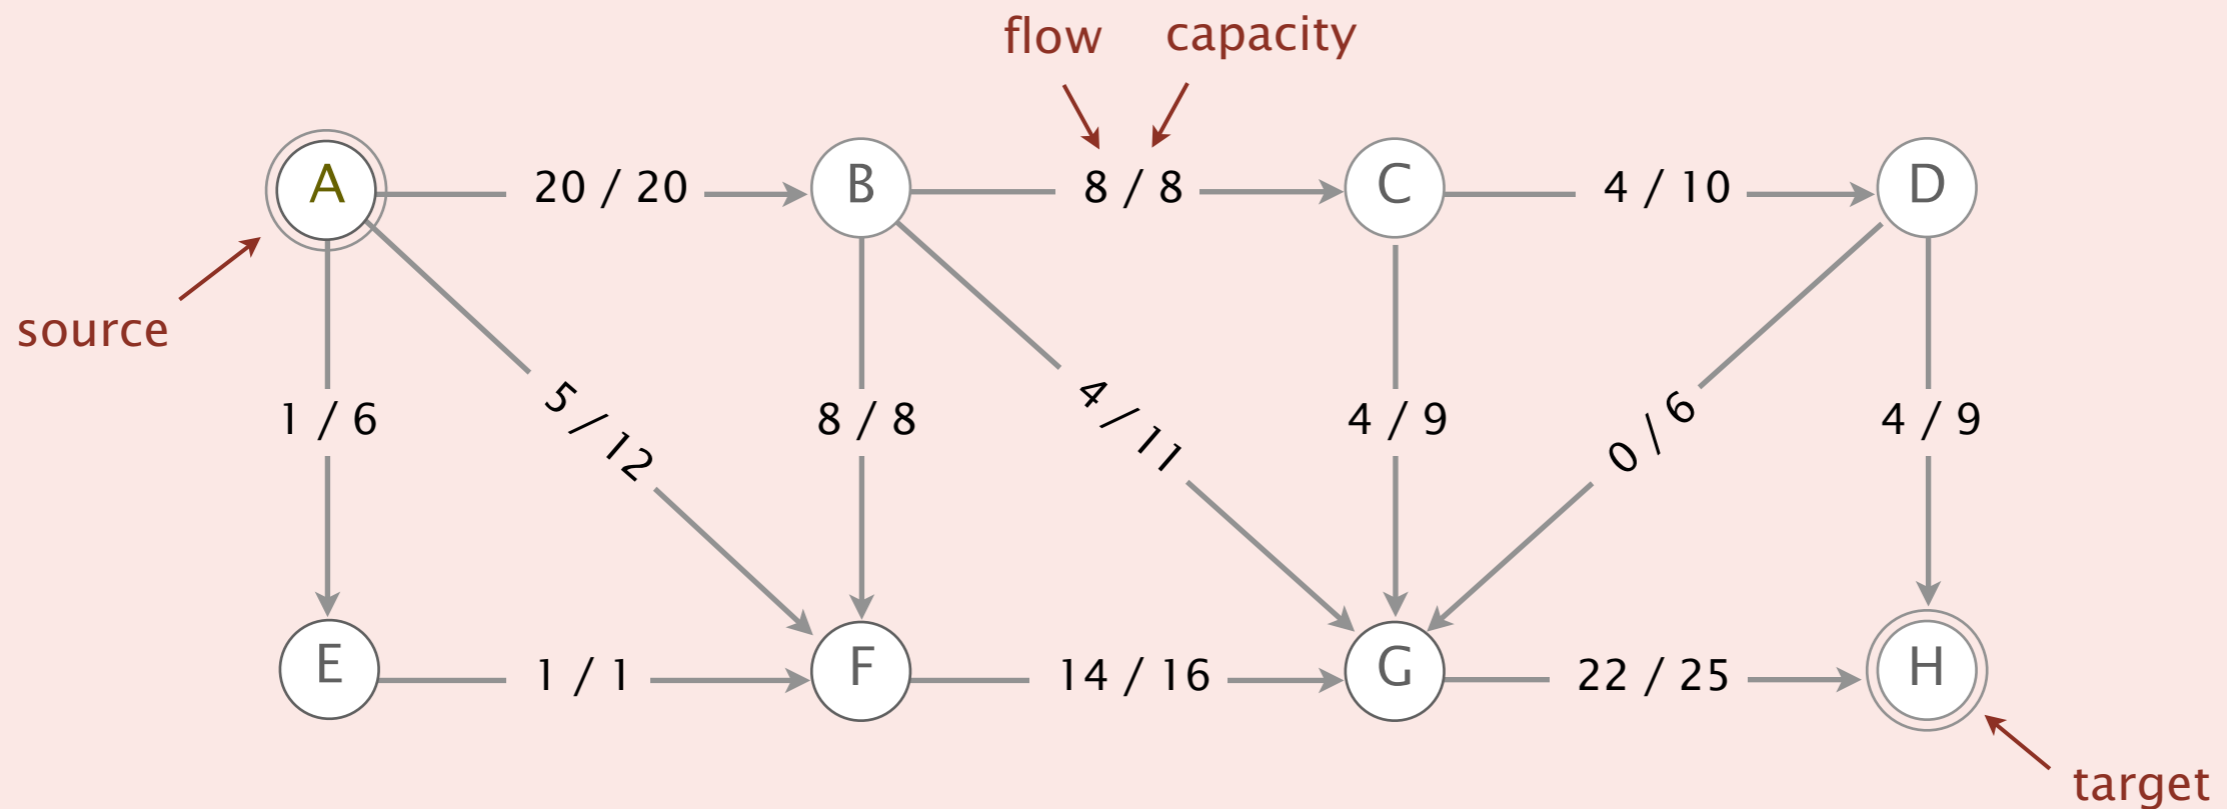 flow capacity
A 20 / 20 B 8 / 8 C 4 / 10 D
source
1 / 6 5 / 12 8 / 8 4 / 11 4 / 9 0 / 6 4 / 9
E 1 / 1 F 14 / 16 G 22 / 25 H
target